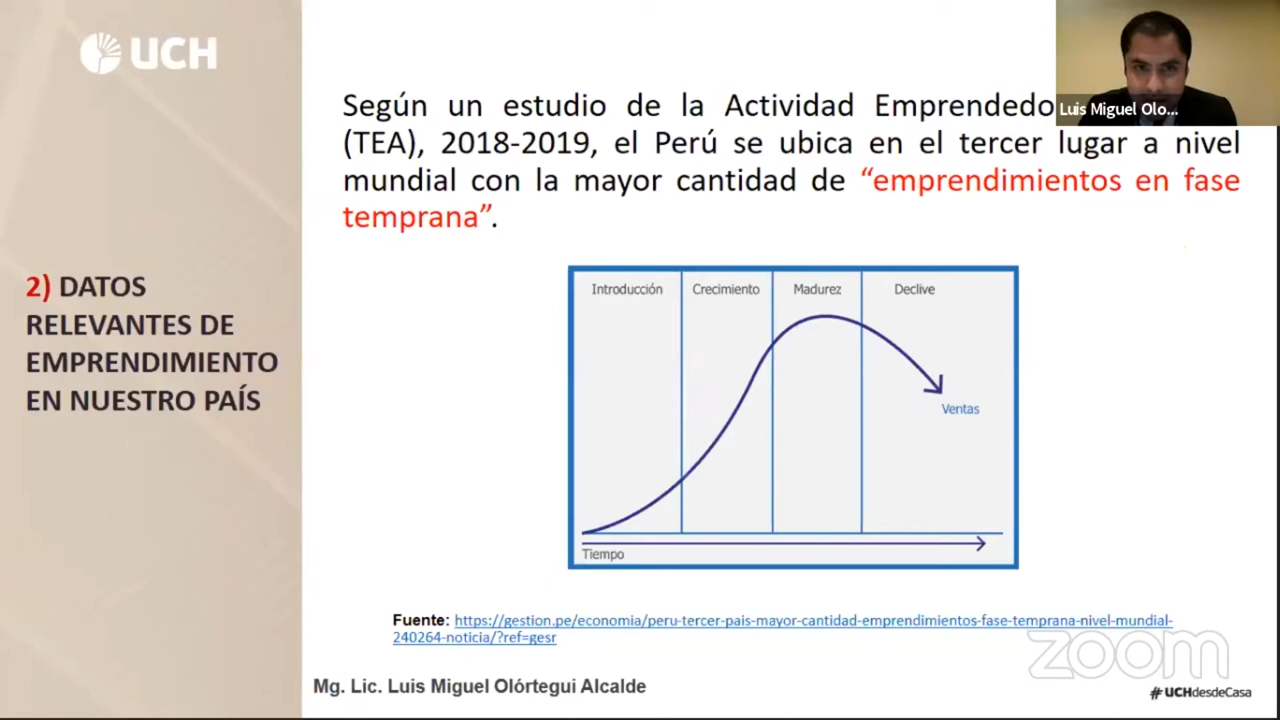 UCH
Según un estudio de la Actividad
(TEA), 2018-2019, el Perú se ubica en el tercer lugar a nivel
mundial con la mayor cantidad de “emprendimientos en fase
temprana”.
Luis Miguel Olo...
2) DATOS
RELEVANTES DE
EMPRENDIMIENTO
EN NUESTRO PAÍS
Introducción
Crecimiento
Madurez
Declive
Ventas
Tiempo
Fuente: https://gestion.pe/economia/peru-tercer-pais-mayor-cantidad-emprendimientos-fase-temprana-nivel-mundial-
240264-noticia/?ref=gesr
zoom
Mg. Lic. Luis Miguel Olórtegui Alcalde
#UCHdesdeCasa